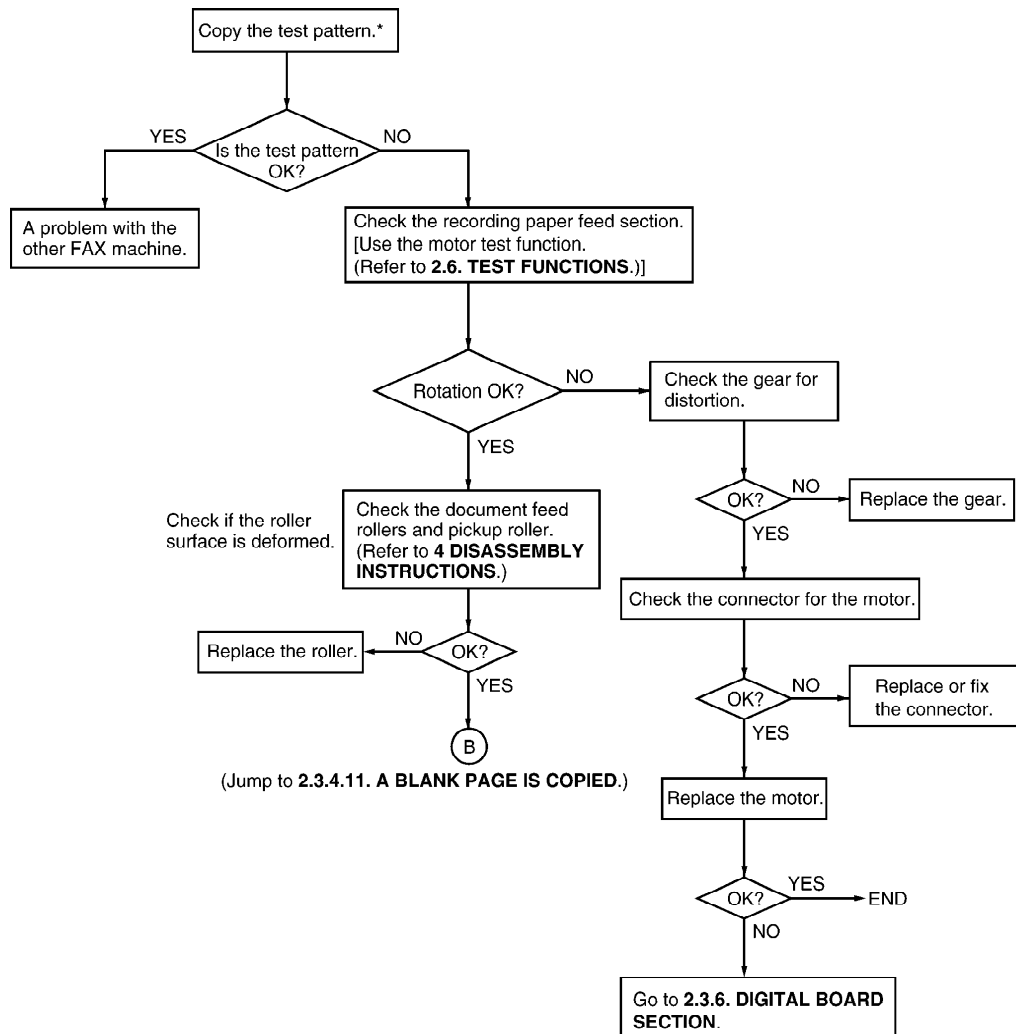 Copy the test pattern.*
YES
NO
Is the test pattern
OK?
A problem with the
other FAX machine.
Check the recording paper feed section.
[Use the motor test function.
(Refer to 2.6. TEST FUNCTIONS.)]
Rotation OK?
NO
YES
Check the gear for
distortion.
OK?
NO
YES
Replace the gear.
Check if the roller
surface is deformed.
Check the document feed
rollers and pickup roller.
(Refer to 4 DISASSEMBLY
INSTRUCTIONS.)
Check the connector for the motor.
Replace the roller.
NO
OK?
YES
OK?
NO
YES
Replace or fix
the connector.
B
(Jump to 2.3.4.11. A BLANK PAGE IS COPIED.)
Replace the motor.
OK?
YES
END
NO
Go to 2.3.6. DIGITAL BOARD
SECTION.